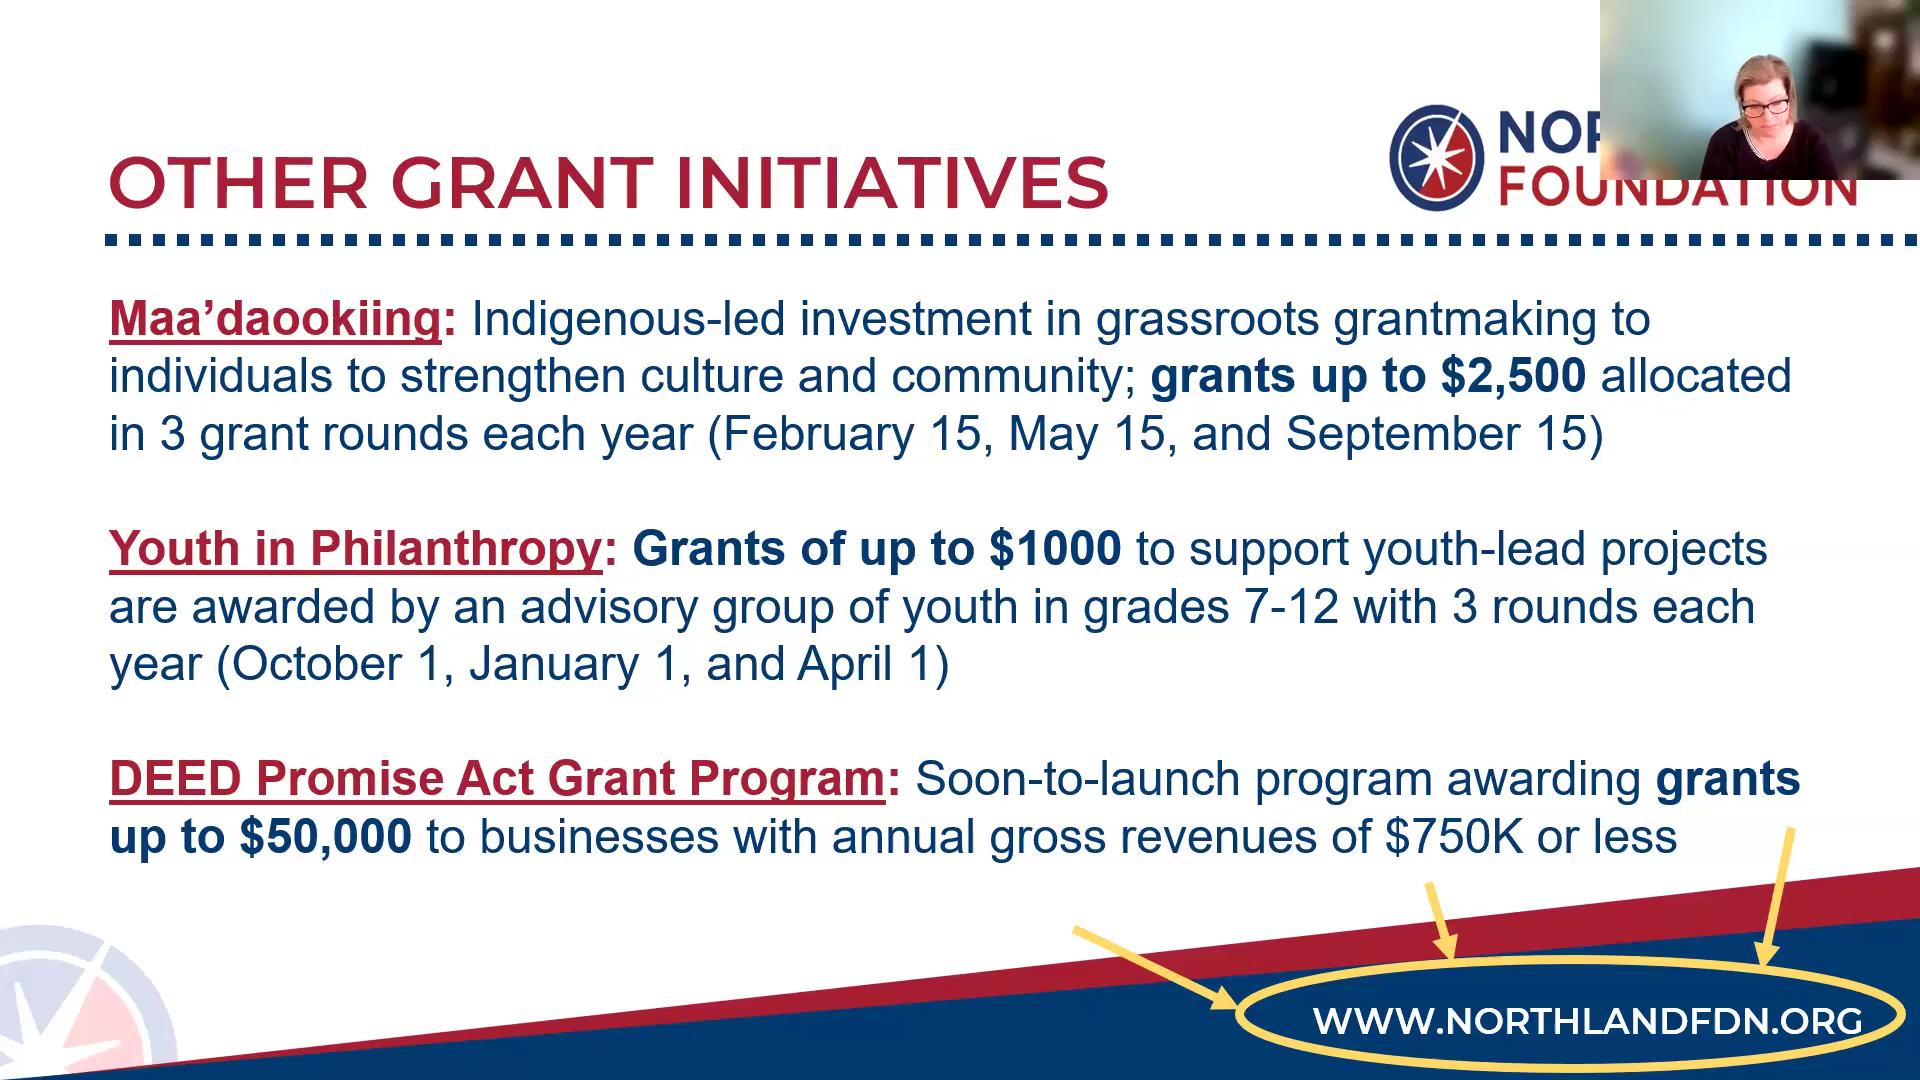 NOR
FOUNDATION
OTHER GRANT INITIATIVES
Maa’daookiing: Indigenous-led investment in grassroots grantmaking to
individuals to strengthen culture and community; grants up to $2,500 allocated
in 3 grant rounds each year (February 15, May 15, and September 15)
Youth in Philanthropy: Grants of up to $1000 to support youth-lead projects
are awarded by an advisory group of youth in grades 7-12 with 3 rounds each
year (October 1, January 1, and April 1)
DEED Promise Act Grant Program: Soon-to-launch program awarding grants
up to $50,000 to businesses with annual gross revenues of $750K or less
WWW.NORTHLANDFDN.ORG